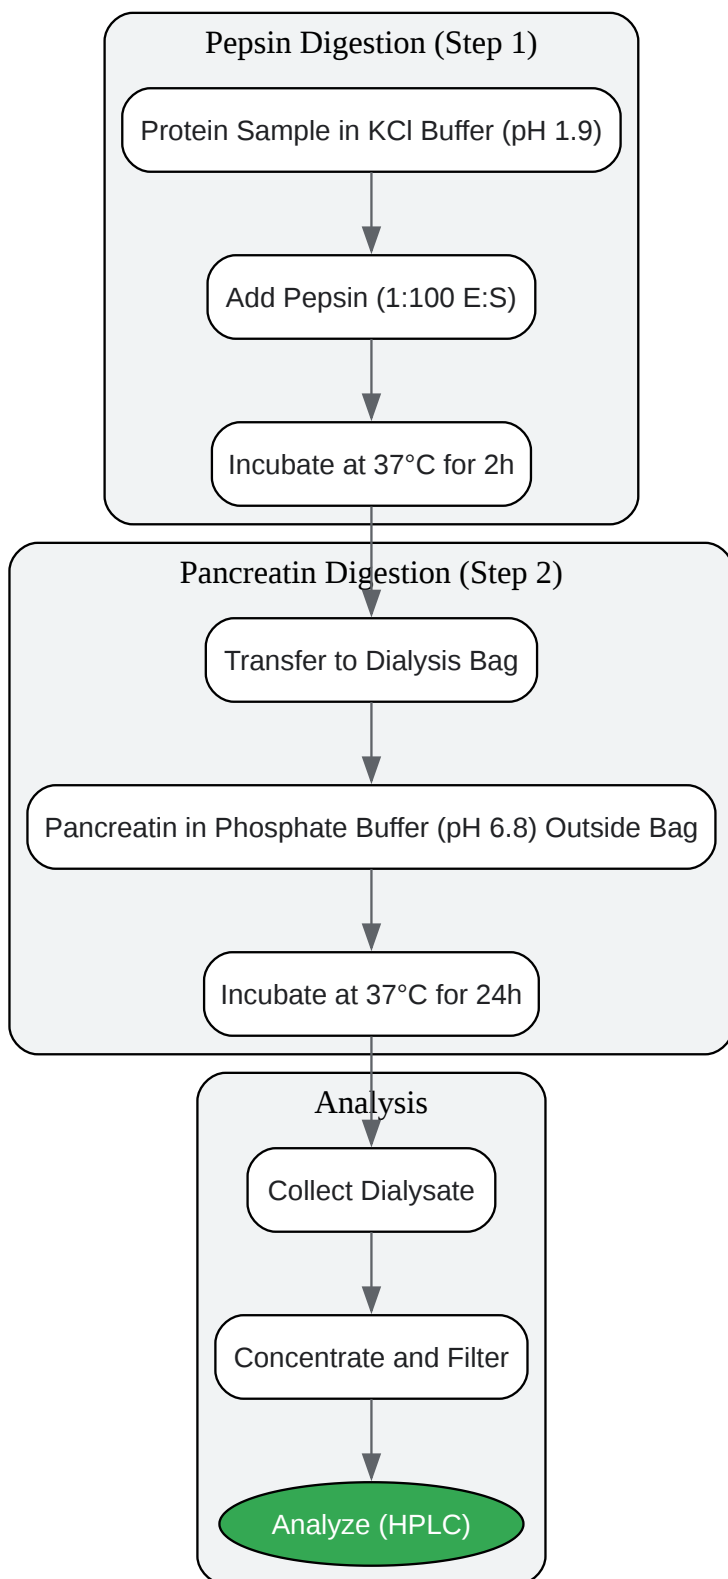 Pepsin Digestion (Step 1)
Protein Sample in KCl Buffer (pH 1.9)
Add Pepsin (1:100 E:S)
Incubate at 37°C for 2h
Pancreatin Digestion (Step 2)
Transfer to Dialysis Bag
Pancreatin in Phosphate Buffer (pH 6.8) Outside Bag
Incubate at 37°C for 24h
Analysis
Collect Dialysate
Concentrate and Filter
Analyze (HPLC)